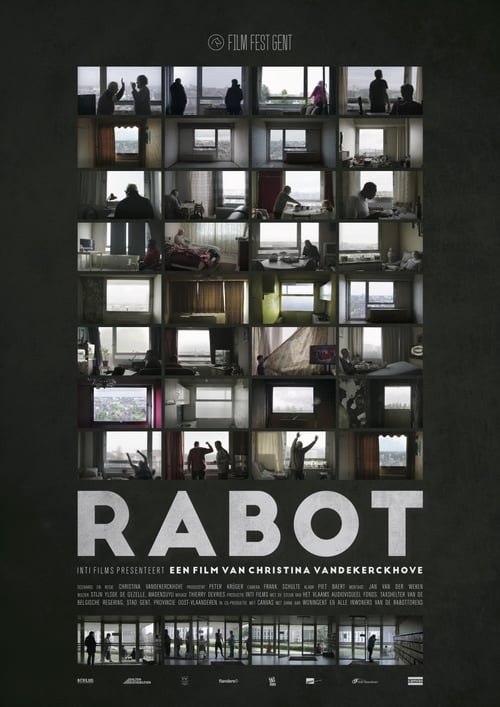 FILM FEST GENT
RABOT
INTI FILMS PRESENTEERT EEN FILM VAN CHRISTINA VANDEKERCKHOVE
SCENARIO EN REGIE CHRISTINA VANDEKERCKHOVE PRODUCENT PETER KRÜGER CAMERA FRANK SCHULTE KLANK PIET BAERT MONTAGE JAN VAN DER WEKEN
MUZIEK STIJN YLODE DE GEZELLE, MADENSUYU MIXAGE THIERRY DEVRIES PRODUCTIE INTI FILMS MET DE STEUN VAN HET VLAAMS AUDIOVISUEEL FONDS, TAXSHELTER VAN DE
BELGISCHE REGERING, STAD GENT, PROVINCIE OOST-VLAANDEREN IN CO-PRODUCTIE MET CANVAS MET DANK AAN WONINGENT EN ALLE INWONERS VAN DE RABOTTORENS
flanders
canvas